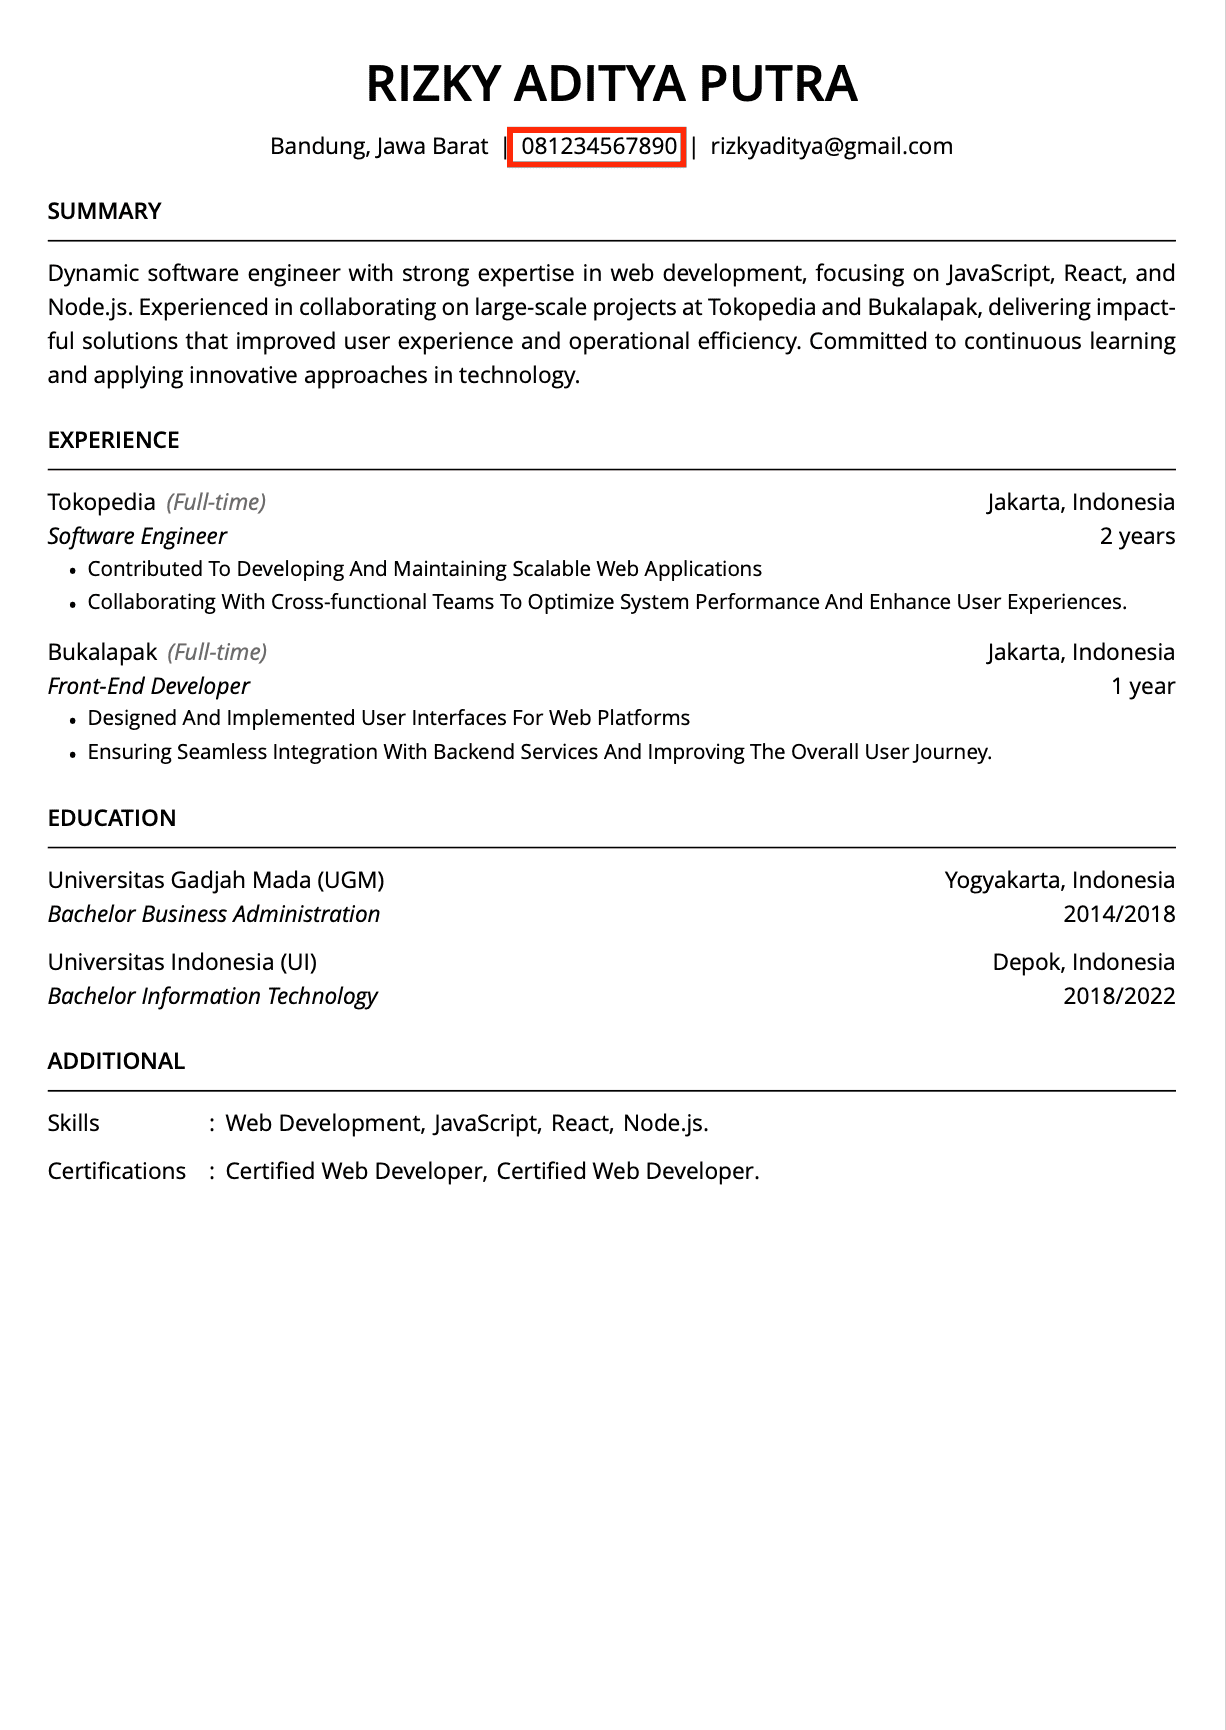 RIZKY ADITYA PUTRA
Bandung, Jawa Barat | 081234567890 | rizkyaditya@gmail.com
SUMMARY
Dynamic software engineer with strong expertise in web development, focusing on JavaScript, React, and
Node.js. Experienced in collaborating on large-scale projects at Tokopedia and Bukalapak, delivering impact-
ful solutions that improved user experience and operational efficiency. Committed to continuous learning
and applying innovative approaches in technology.
EXPERIENCE
Tokopedia (Full-time) Jakarta, Indonesia
Software Engineer 2 years
• Contributed To Developing And Maintaining Scalable Web Applications
• Collaborating With Cross-functional Teams To Optimize System Performance And Enhance User Experiences.
Bukalapak (Full-time) Jakarta, Indonesia
Front-End Developer 1 year
• Designed And Implemented User Interfaces For Web Platforms
• Ensuring Seamless Integration With Backend Services And Improving The Overall User Journey.
EDUCATION
Universitas Gadjah Mada (UGM) Yogyakarta, Indonesia
Bachelor Business Administration 2014/2018
Universitas Indonesia (UI) Depok, Indonesia
Bachelor Information Technology 2018/2022
ADDITIONAL
Skills : Web Development, JavaScript, React, Node.js.
Certifications : Certified Web Developer, Certified Web Developer.